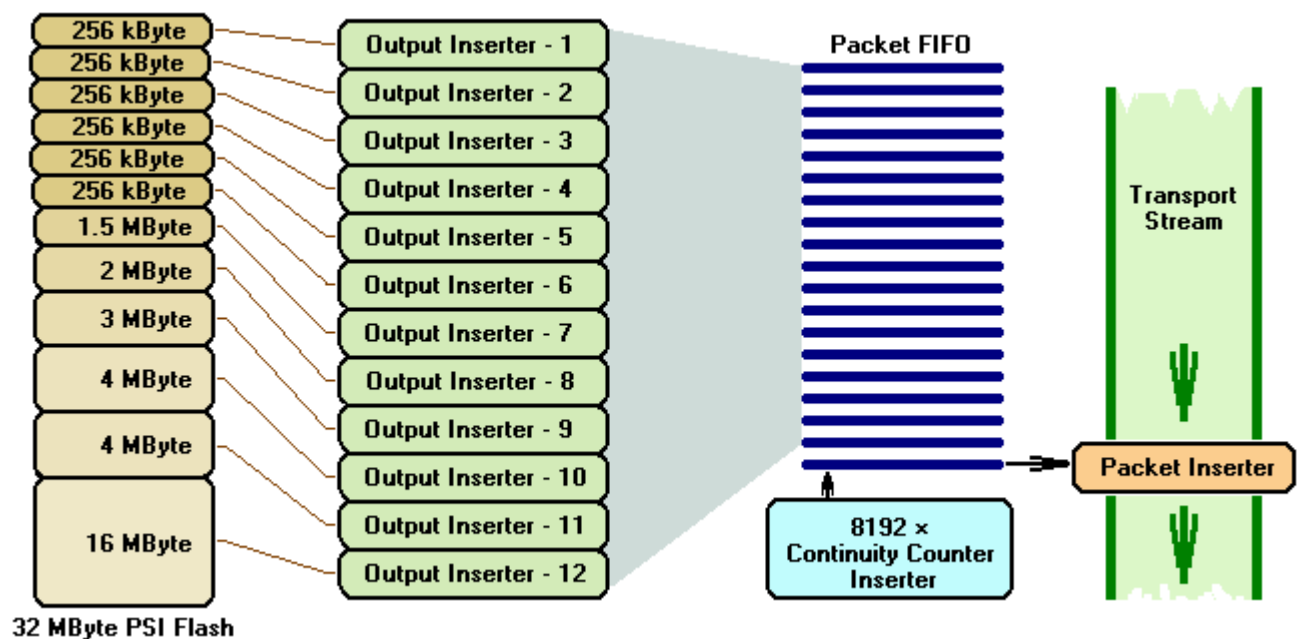 256 kByte
256 kByte
256 kByte
256 kByte
256 kByte
256 kByte
1.5 MByte
2 MByte
3 MByte
4 MByte
4 MByte
16 MByte
32 MByte PSI Flash
Output Inserter - 1
Output Inserter - 2
Output Inserter - 3
Output Inserter - 4
Output Inserter - 5
Output Inserter - 6
Output Inserter - 7
Output Inserter - 8
Output Inserter - 9
Output Inserter - 10
Output Inserter - 11
Output Inserter - 12
Packet FIFO
8192 ×
Continuity Counter
Inserter
Transport
Stream
Packet Inserter